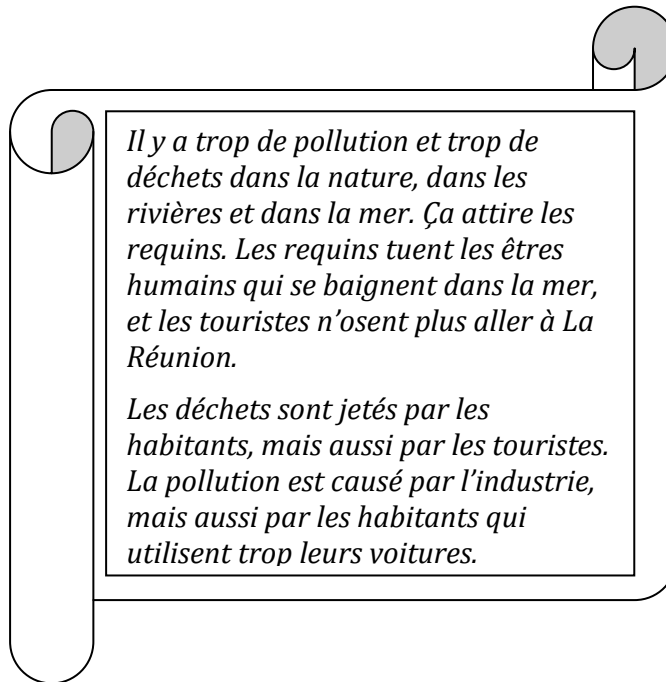 Il y a trop de pollution et trop de
déchets dans la nature, dans les
rivières et dans la mer. Ça attire les
requins. Les requins tuent les êtres
humains qui se baignent dans la mer,
et les touristes n’osent plus aller à La
Réunion.
Les déchets sont jetés par les
habitants, mais aussi par les touristes.
La pollution est causé par l’industrie,
mais aussi par les habitants qui
utilisent trop leurs voitures.